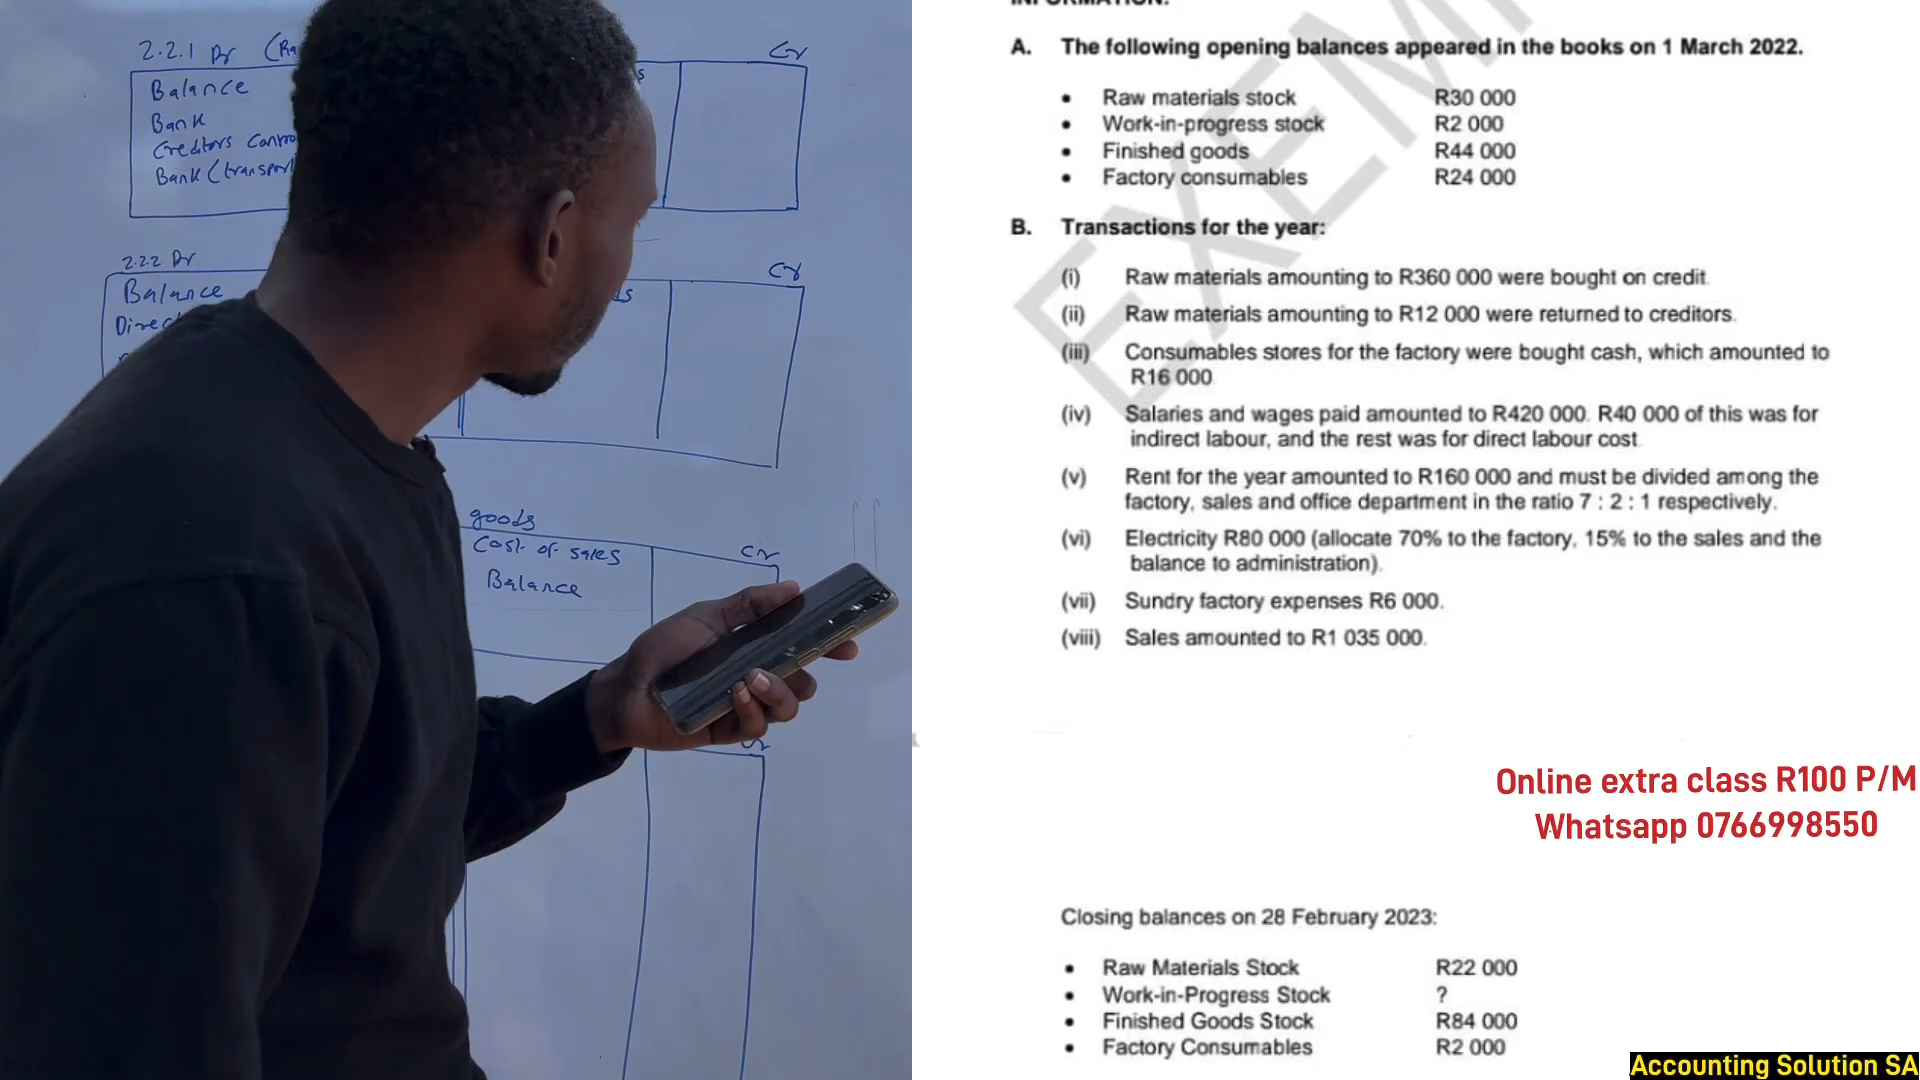 2.2.1 Dr
Cr
Balance
Bank
Creditors Contro
Bank (transport
2.2.2 Dr
Cr
Balance
Direc
goods
Cost of sales
Cr
Balance
Cr
INFORMATION:
A. The following opening balances appeared in the books on 1 March 2022.
• Raw materials stock R30 000
• Work-in-progress stock R2 000
• Finished goods R44 000
• Factory consumables R24 000
B. Transactions for the year:
(i) Raw materials amounting to R360 000 were bought on credit.
(ii) Raw materials amounting to R12 000 were returned to creditors.
(iii) Consumables stores for the factory were bought cash, which amounted to
R16 000
(iv) Salaries and wages paid amounted to R420 000. R40 000 of this was for
indirect labour, and the rest was for direct labour cost.
(v) Rent for the year amounted to R160 000 and must be divided among the
factory, sales and office department in the ratio 7 : 2 : 1 respectively.
(vi) Electricity R80 000 (allocate 70% to the factory, 15% to the sales and the
balance to administration).
(vii) Sundry factory expenses R6 000.
(viii) Sales amounted to R1 035 000.
EXEM
Online extra class R100 P/M
Whatsapp 0766998550
Closing balances on 28 February 2023:
• Raw Materials Stock R22 000
• Work-in-Progress Stock ?
• Finished Goods Stock R84 000
• Factory Consumables R2 000
Accounting Solution SA